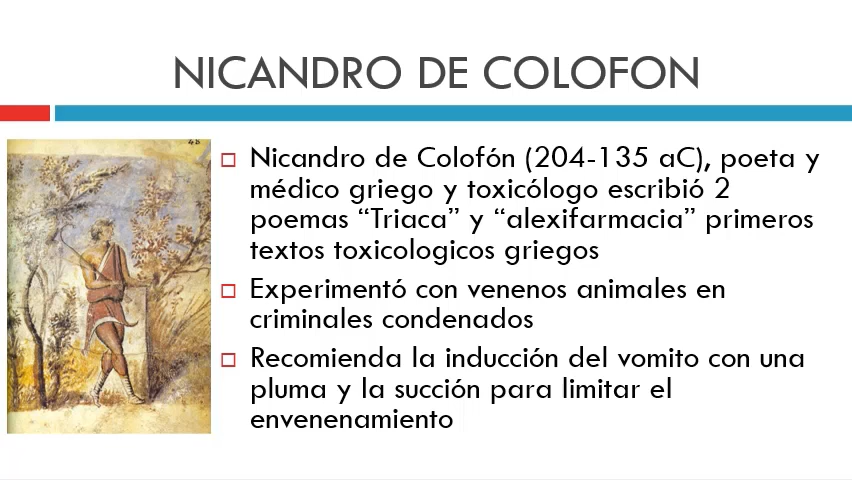 NICANDRO DE COLOFON
Nicandro de Colofón (204-135 aC), poeta y
médico griego y toxicólogo escribió 2
poemas “Triaca” y “alexifarmacia” primeros
textos toxicologicos griegos
Experimentó con venenos animales en
criminales condenados
Recomienda la inducción del vomito con una
pluma y la succión para limitar el
envenenamiento